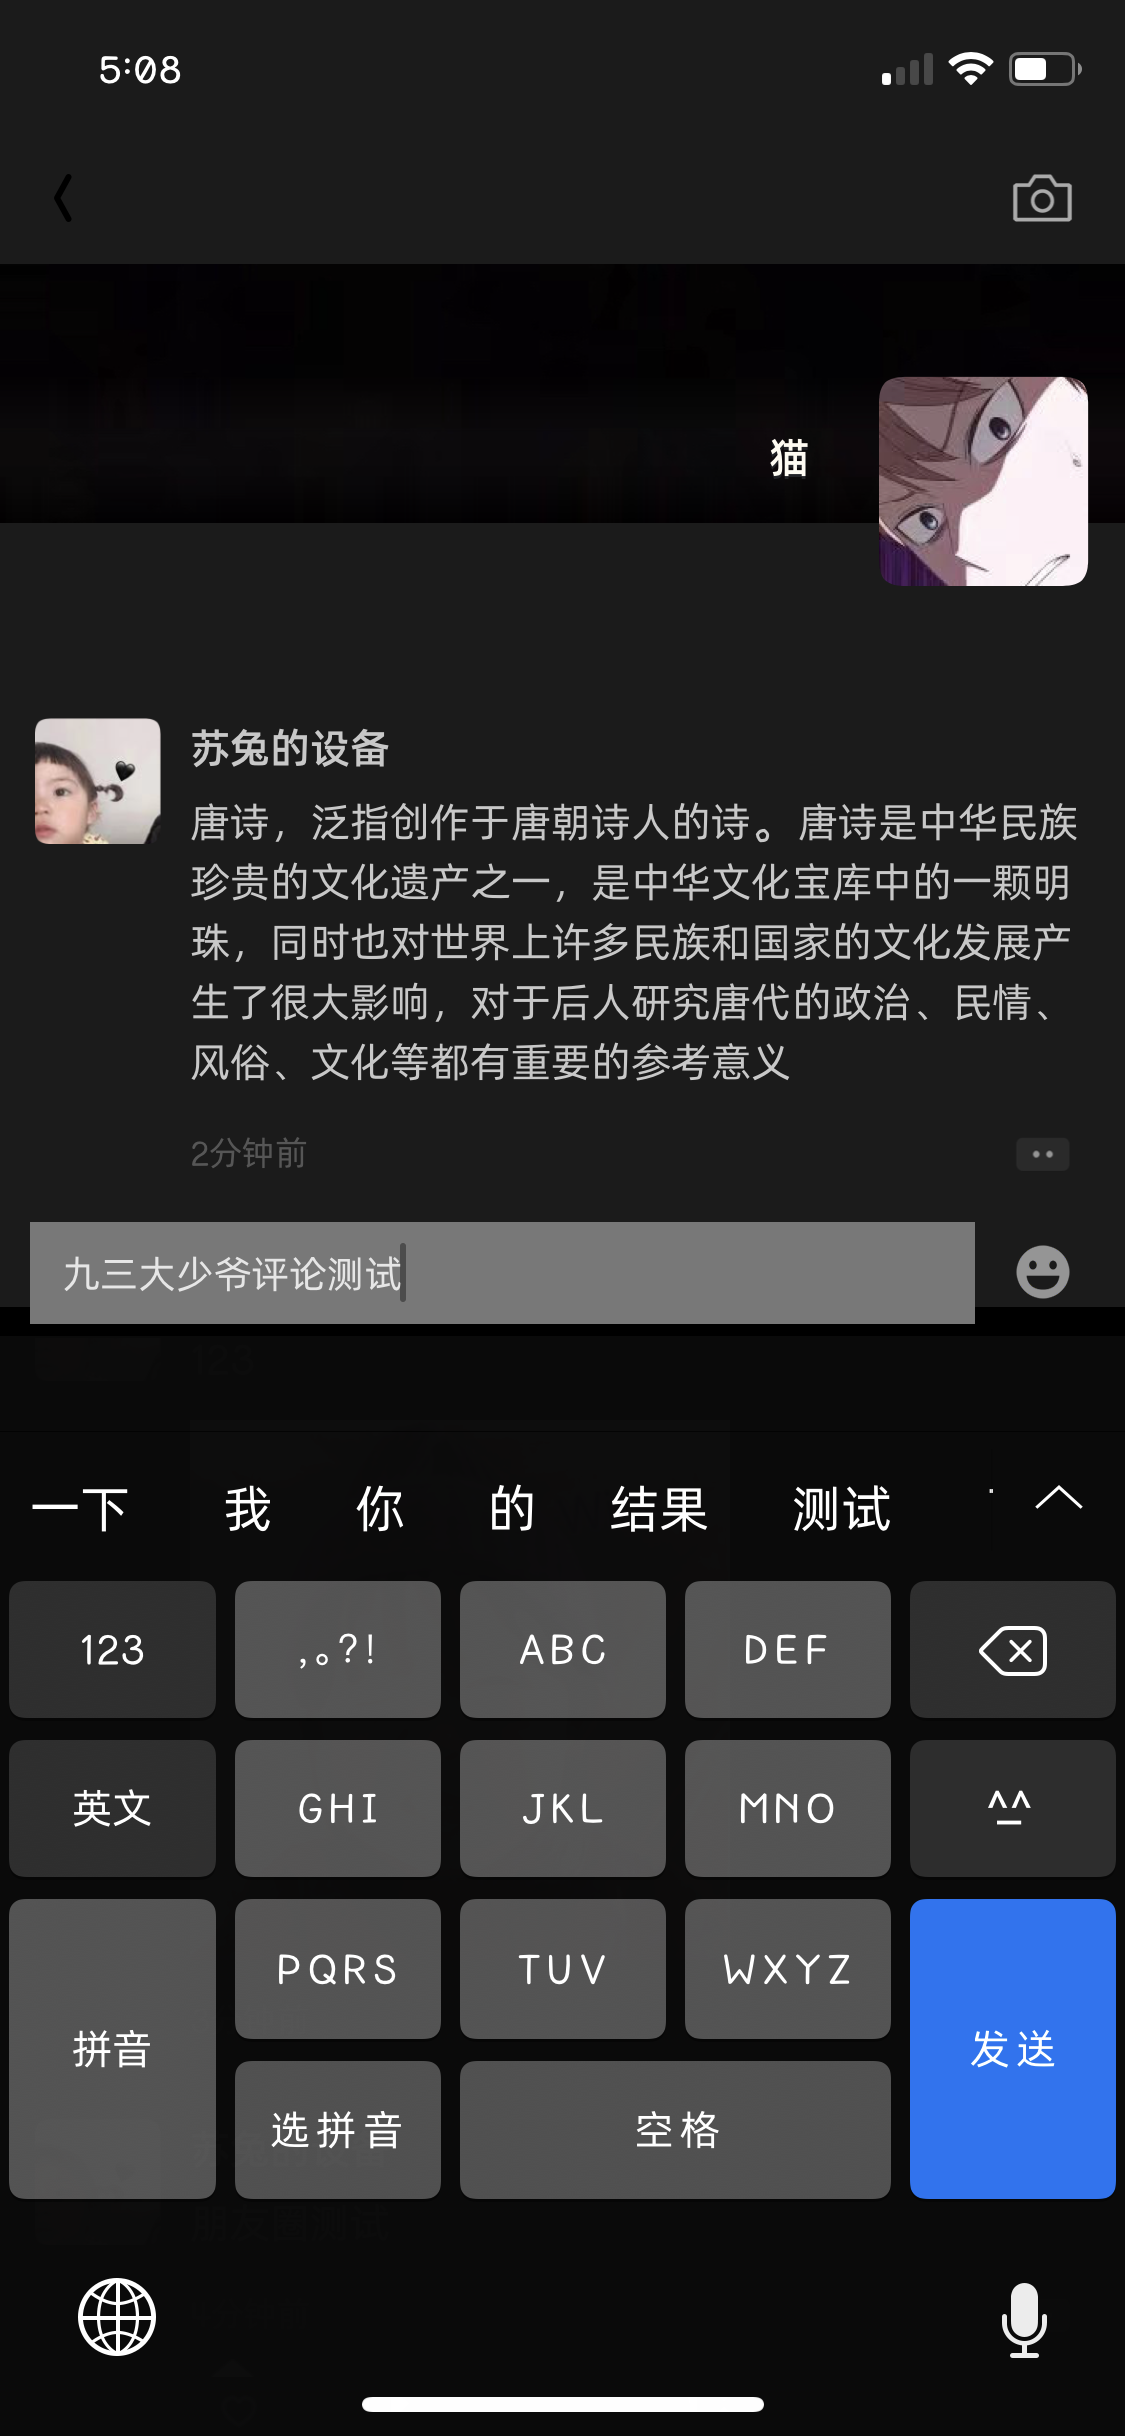 5:08
猫
苏兔的设备
唐诗，泛指创作于唐朝诗人的诗。唐诗是中华民族
珍贵的文化遗产之一，是中华文化宝库中的一颗明
珠，同时也对世界上许多民族和国家的文化发展产
生了很大影响，对于后人研究唐代的政治、民情、
风俗、文化等都有重要的参考意义
2分钟前
九三大少爷评论测试
123
一下 我 你 的 结果 测试
123 ,。?! ABC DEF
英文 GHI JKL MNO ^^
拼音 PQRS TUV WXYZ 发送
选拼音 空格
朋友圈测试